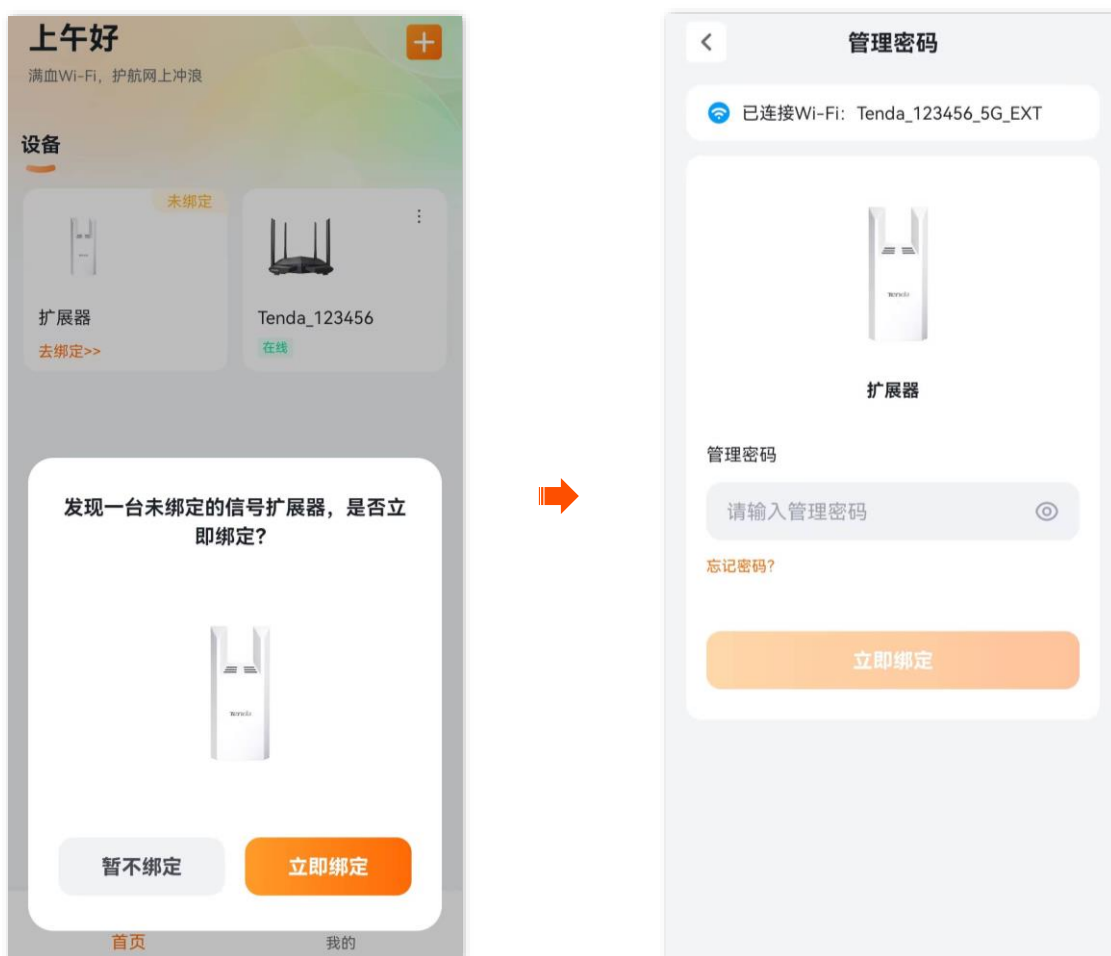 上午好
满血Wi-Fi，护航网上冲浪
设备
未绑定
扩展器
去绑定>>
Tenda_123456
在线
发现一台未绑定的信号扩展器，是否立
即绑定？
Tenda
暂不绑定
立即绑定
首页
我的
管理密码
已连接Wi-Fi：Tenda_123456_5G_EXT
Tenda
扩展器
管理密码
请输入管理密码
忘记密码？
立即绑定